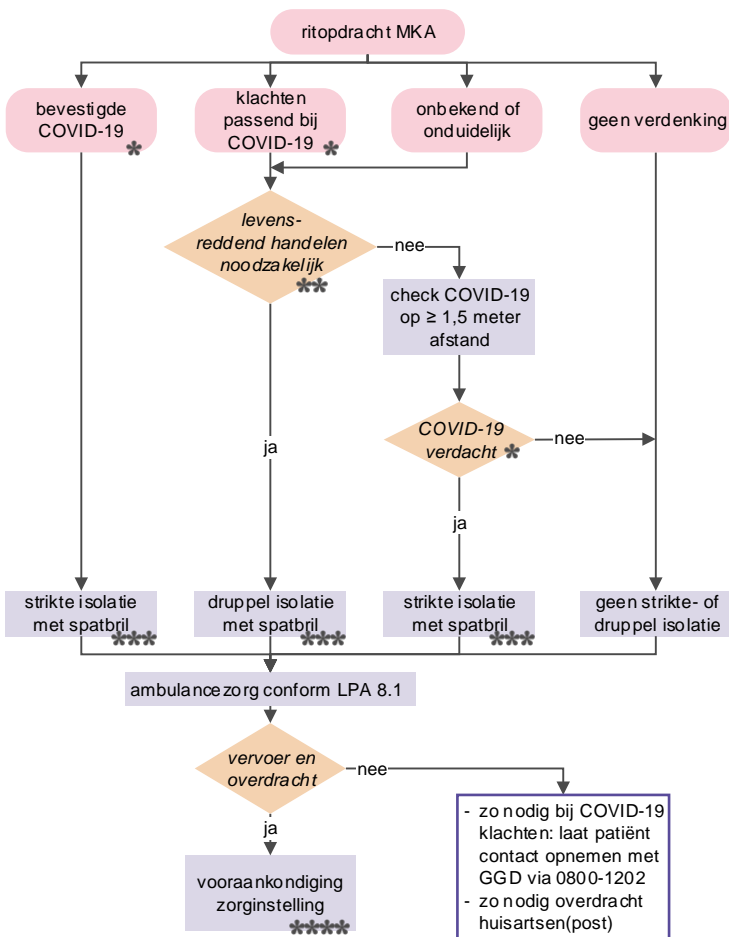 ritopdracht MKA
bevestigde
COVID-19
*
klachten
passend bij
COVID-19 *
onbekend of
onduidelijk
geen verdenking
levens-
reddend handelen
noodzakelijk
**
nee
check COVID-19
op ≥ 1,5 meter
afstand
COVID-19
verdacht *
nee
ja
ja
strikte isolatie
met spatbril
***
druppel isolatie
met spatbril
***
strikte isolatie
met spatbril
***
geen strikte- of
druppel isolatie
ambulancezorg conform LPA 8.1
vervoer en
overdracht
nee
ja
vooraankondiging
zorginstelling
****
- zo nodig bij COVID-19
klachten: laat patiënt
contact opnemen met
GGD via 0800-1202
- zo nodig overdracht
huisartsen(post)